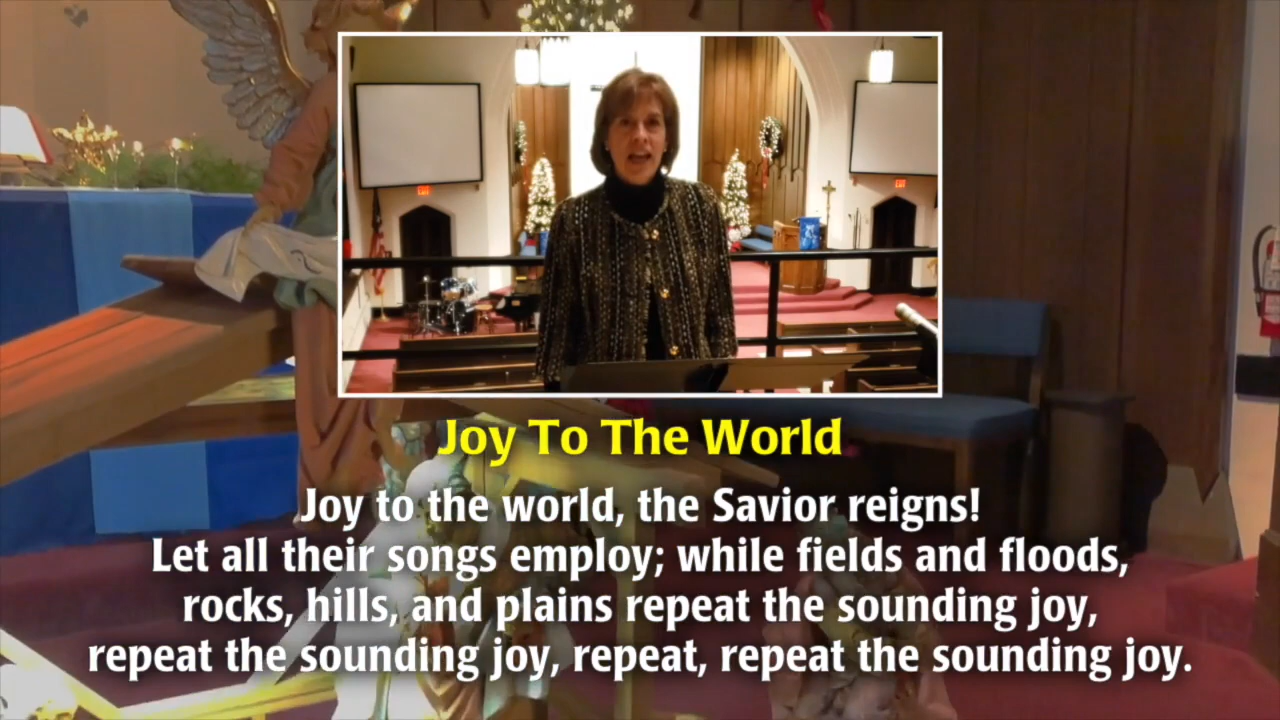 Joy To The World
Joy to the world, the Savior reigns!
Let all their songs employ; while fields and floods,
rocks, hills, and plains repeat the sounding joy,
repeat the sounding joy, repeat, repeat the sounding joy.